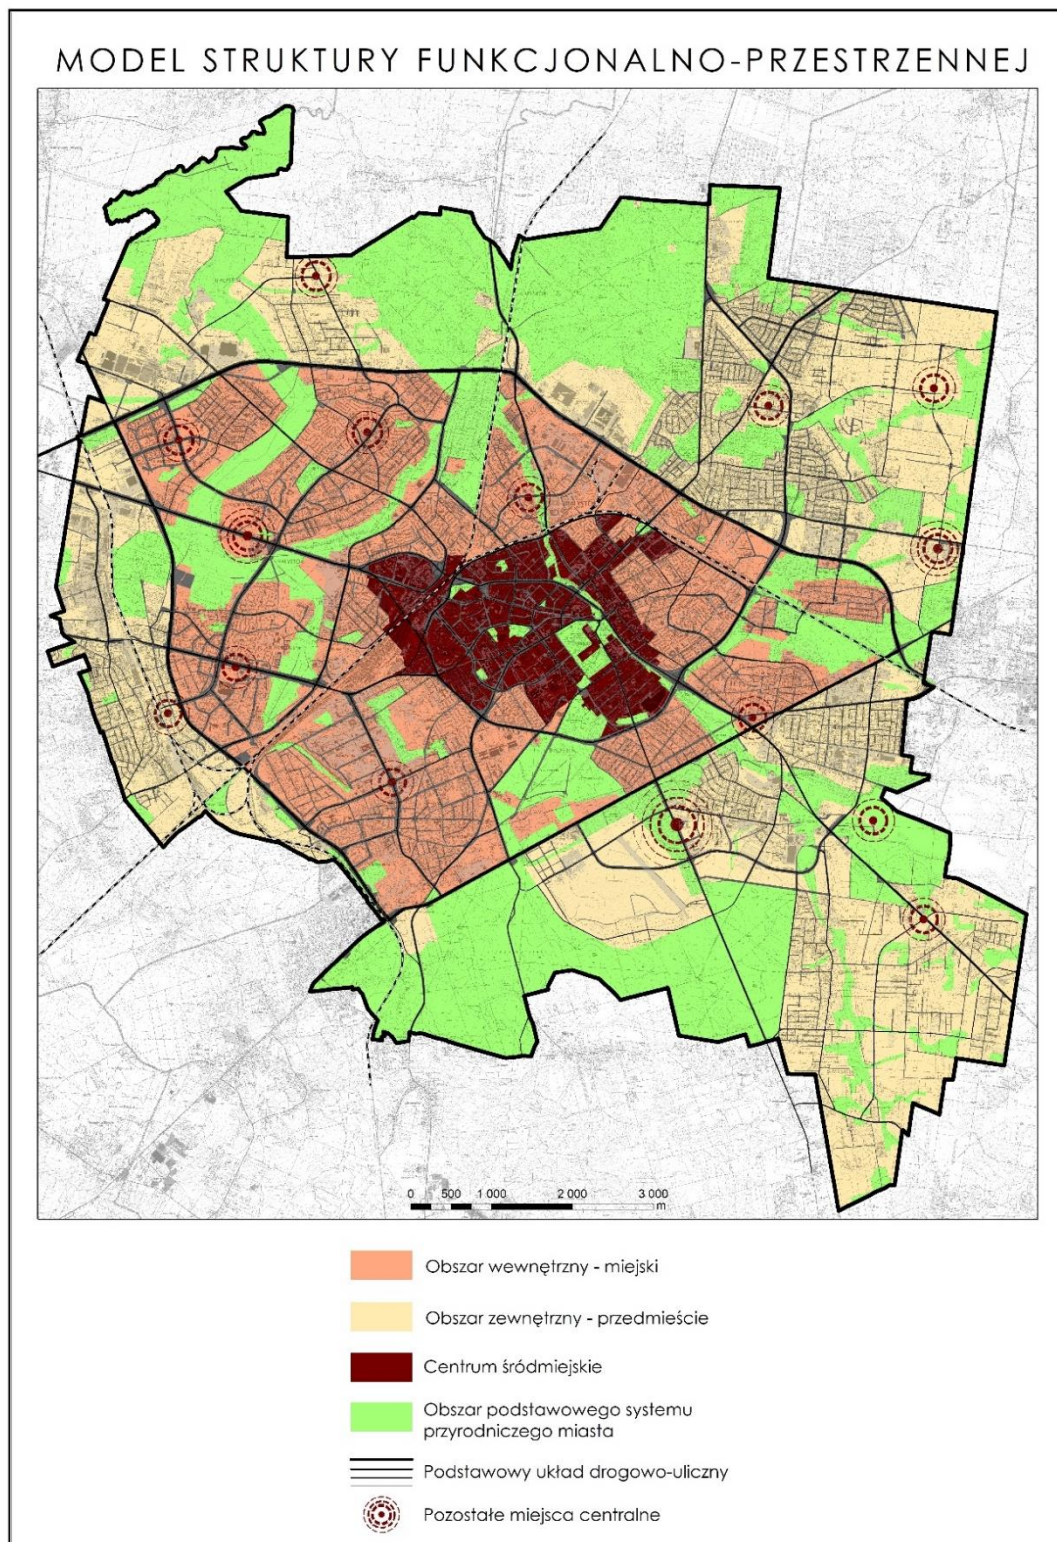 MODEL STRUKTURY FUNKCJONALNO-PRZESTRZENNEJ
0 500 1 000 2 000 3 000
m
Obszar wewnętrzny - miejski
Obszar zewnętrzny - przedmieście
Centrum śródmiejskie
Obszar podstawowego systemu
przyrodniczego miasta
Podstawowy układ drogowo-uliczny
Pozostałe miejsca centralne